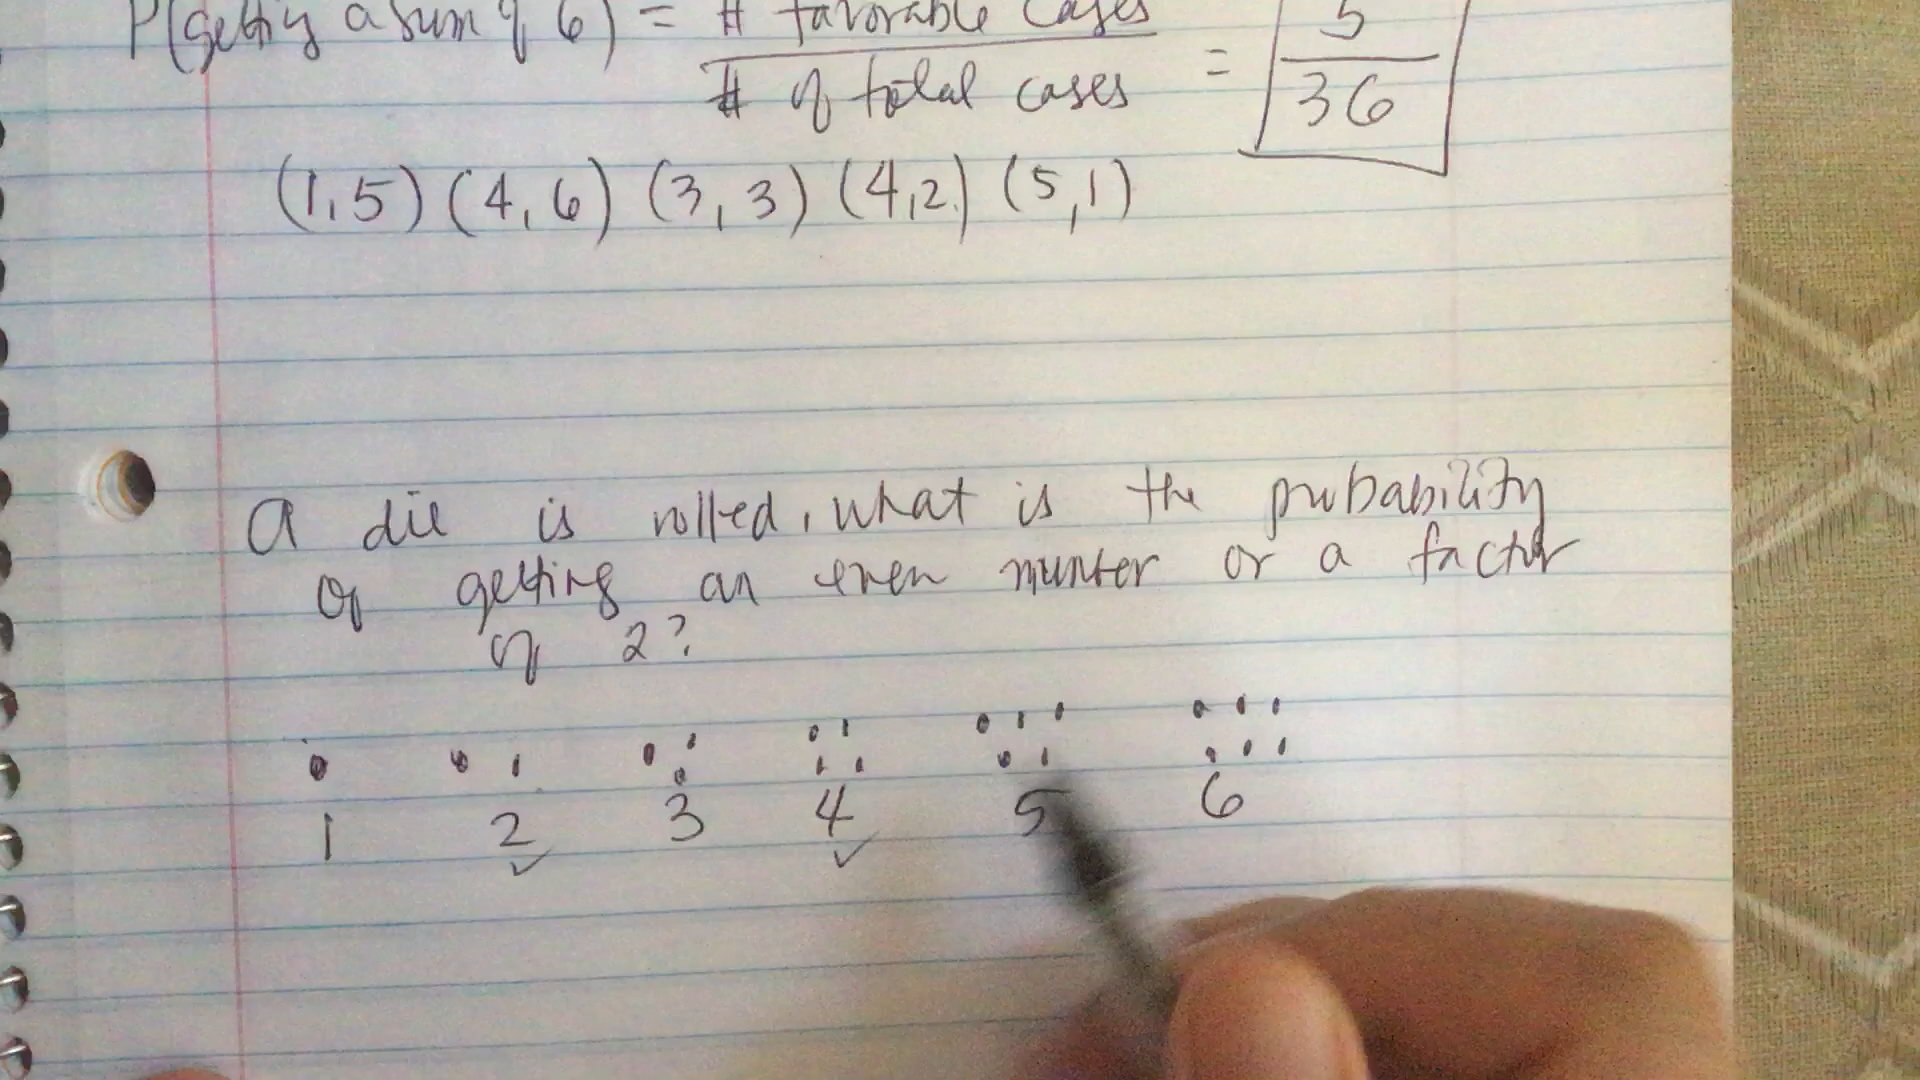 P(getting a sum of 6) = # favorable cases / # of total cases = 5/36
(1,5) (4,6) (3,3) (4,2) (5,1)
A die is rolled, what is the probability
of getting an even number or a factor
of 2?
1 2 3 4 5 6